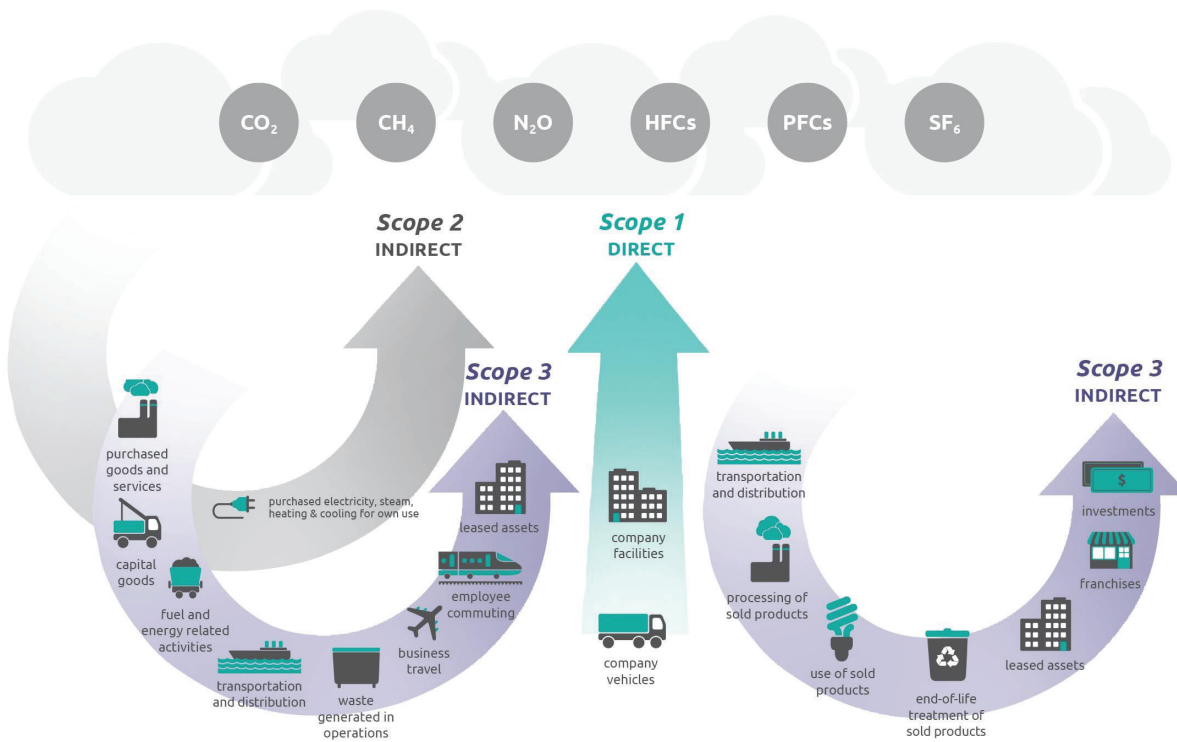 CO₂
CH₄
N₂O
HFCs
PFCs
SF₆
Scope 2
INDIRECT
Scope 1
DIRECT
Scope 3
INDIRECT
Scope 3
INDIRECT
purchased
goods and
services
capital
goods
fuel and
energy related
activities
transportation
and distribution
waste
generated in
operations
business
travel
employee
commuting
leased assets
purchased electricity, steam,
heating & cooling for own use
company
facilities
company
vehicles
transportation
and distribution
processing of
sold products
use of sold
products
end-of-life
treatment of
sold products
leased assets
franchises
$
investments